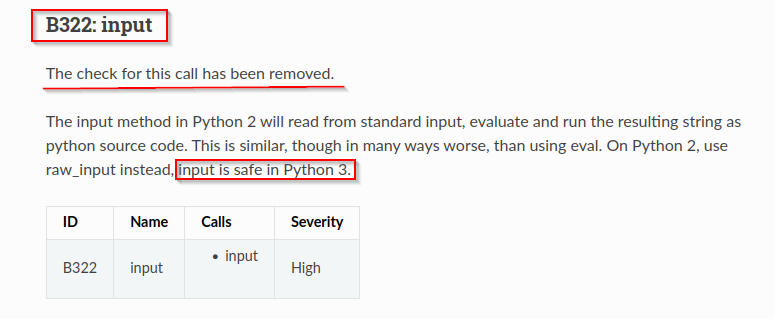 B322: input
The check for this call has been removed.
The input method in Python 2 will read from standard input, evaluate and run the resulting string as
python source code. This is similar, though in many ways worse, than using eval. On Python 2, use
raw_input instead, input is safe in Python 3.
ID Name Calls Severity
B322 input • input High